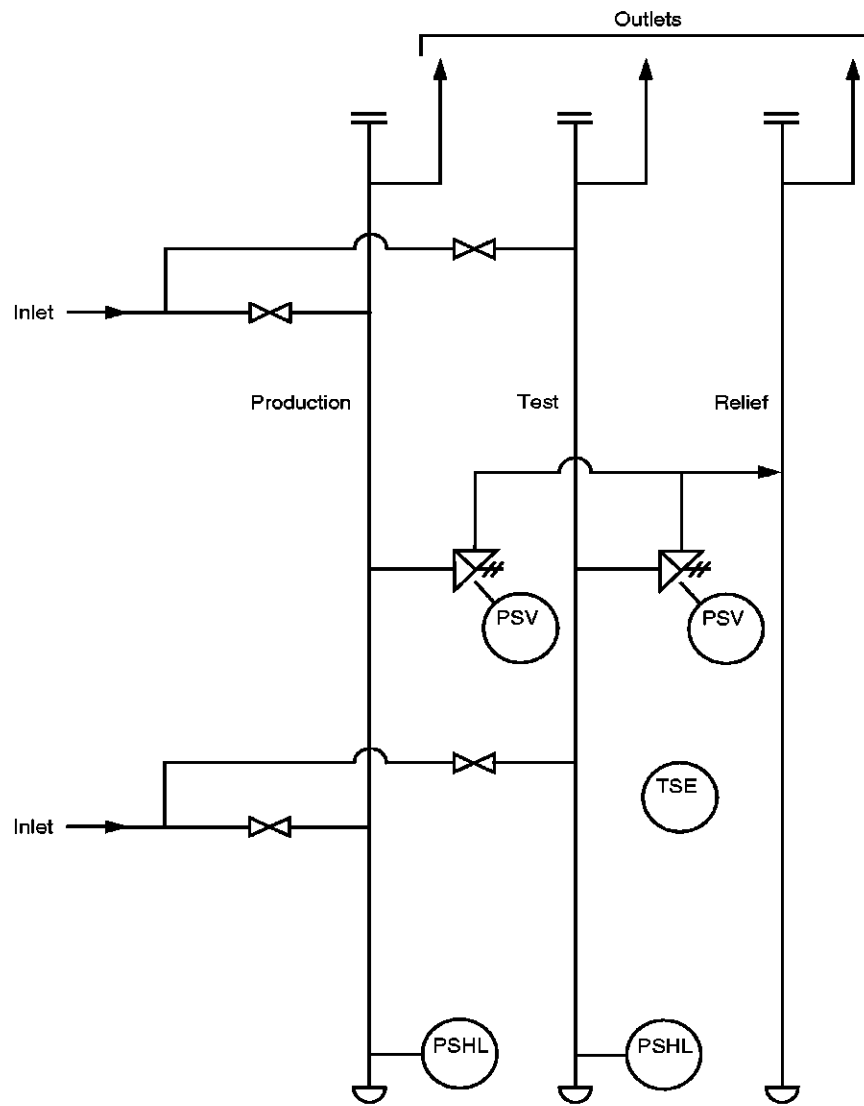 Outlets
Inlet
Production
Test
Relief
PSV
PSV
TSE
Inlet
PSHL
PSHL